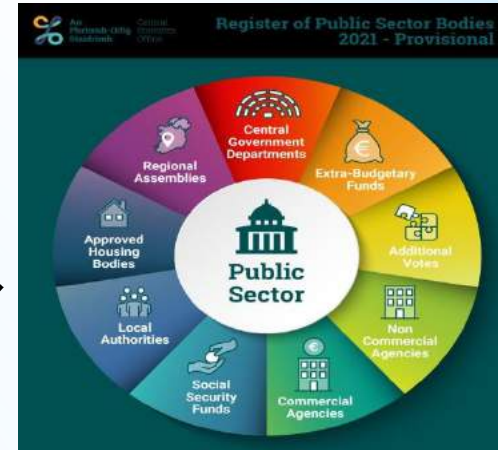 An Central
Phríomh-Oifig Statistics
Staidrimh Office
Register of Public Sector Bodies
2021 - Provisional
Central
Government
Departments
Extra-Budgetary
Funds
Additional
Votes
Non
Commercial
Agencies
Commercial
Agencies
Social
Security
Funds
Local
Authorities
Approved
Housing
Bodies
Regional
Assemblies
Public
Sector